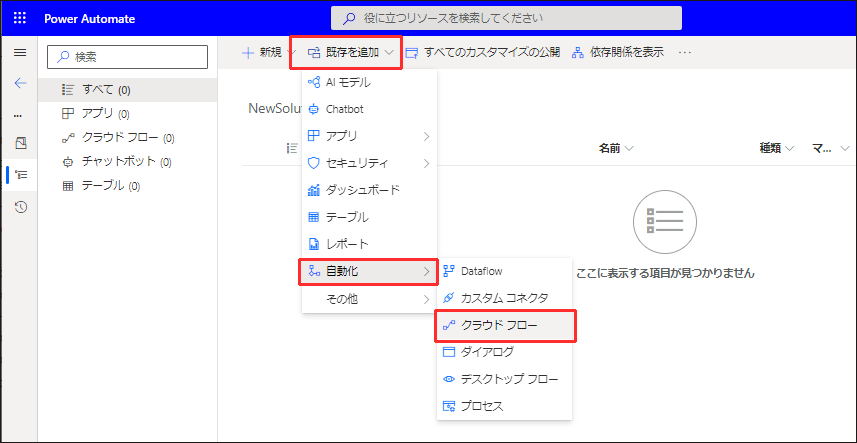 Power Automate
役に立つリソースを検索してください
検索
すべて (0)
アプリ (0)
クラウド フロー (0)
チャットボット (0)
テーブル (0)
新規
既存を追加
すべてのカスタマイズの公開
依存関係を表示
NewSolut
名前
種類
マ...
AI モデル
Chatbot
アプリ
セキュリティ
ダッシュボード
テーブル
レポート
自動化
その他
Dataflow
カスタム コネクタ
クラウド フロー
ダイアログ
デスクトップ フロー
プロセス
ここに表示する項目が見つかりません